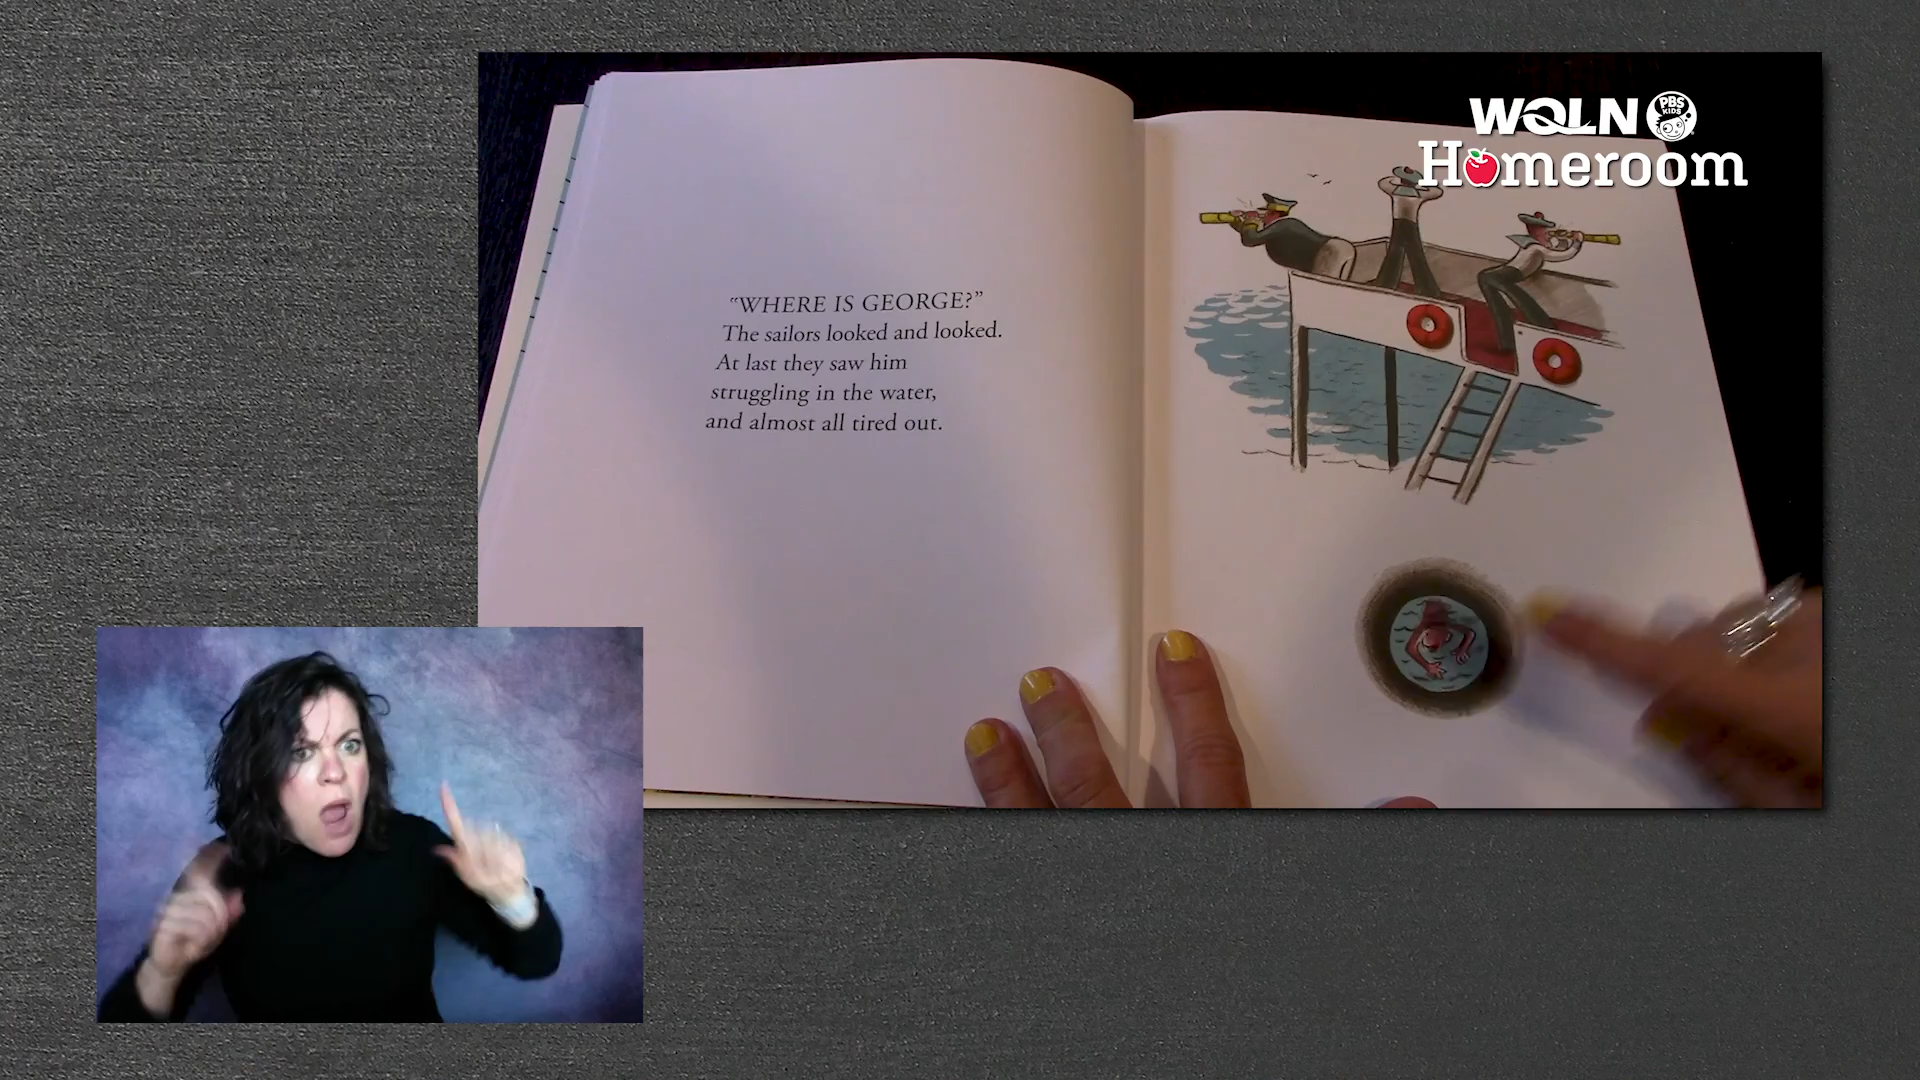 WQLN PBS KIDS
Homeroom
"WHERE IS GEORGE?"
The sailors looked and looked.
At last they saw him
struggling in the water,
and almost all tired out.